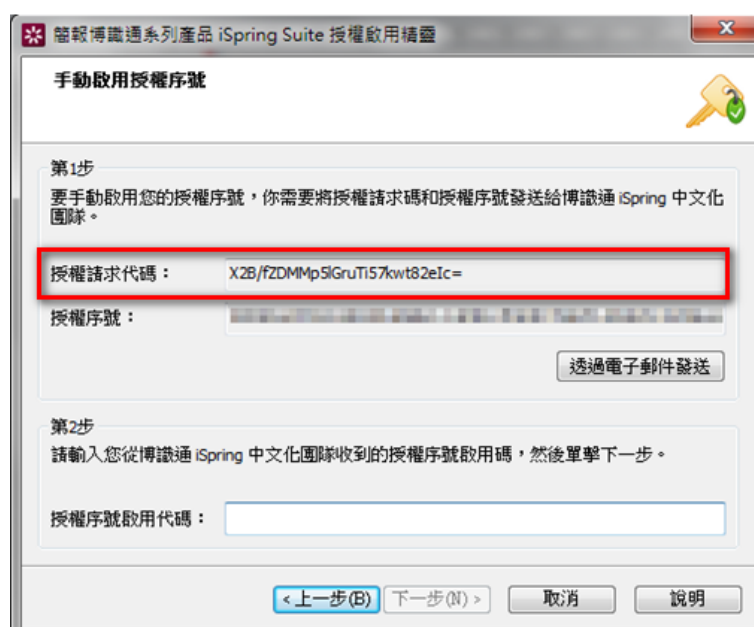 簡報博識通系列產品 iSpring Suite 授權啟用精靈
手動啟用授權序號
第1步
要手動啟用您的授權序號，你需要將授權請求碼和授權序號發送給博識通 iSpring 中文化
團隊。
授權請求代碼： X2B/fZDMMp5lGruTi57kwt82eIc=
授權序號：
透過電子郵件發送
第2步
請輸入您從博識通 iSpring 中文化團隊收到的授權序號啟用碼，然後單擊下一步。
授權序號啟用代碼：
<上一步(B) 下一步(N) > 取消 說明